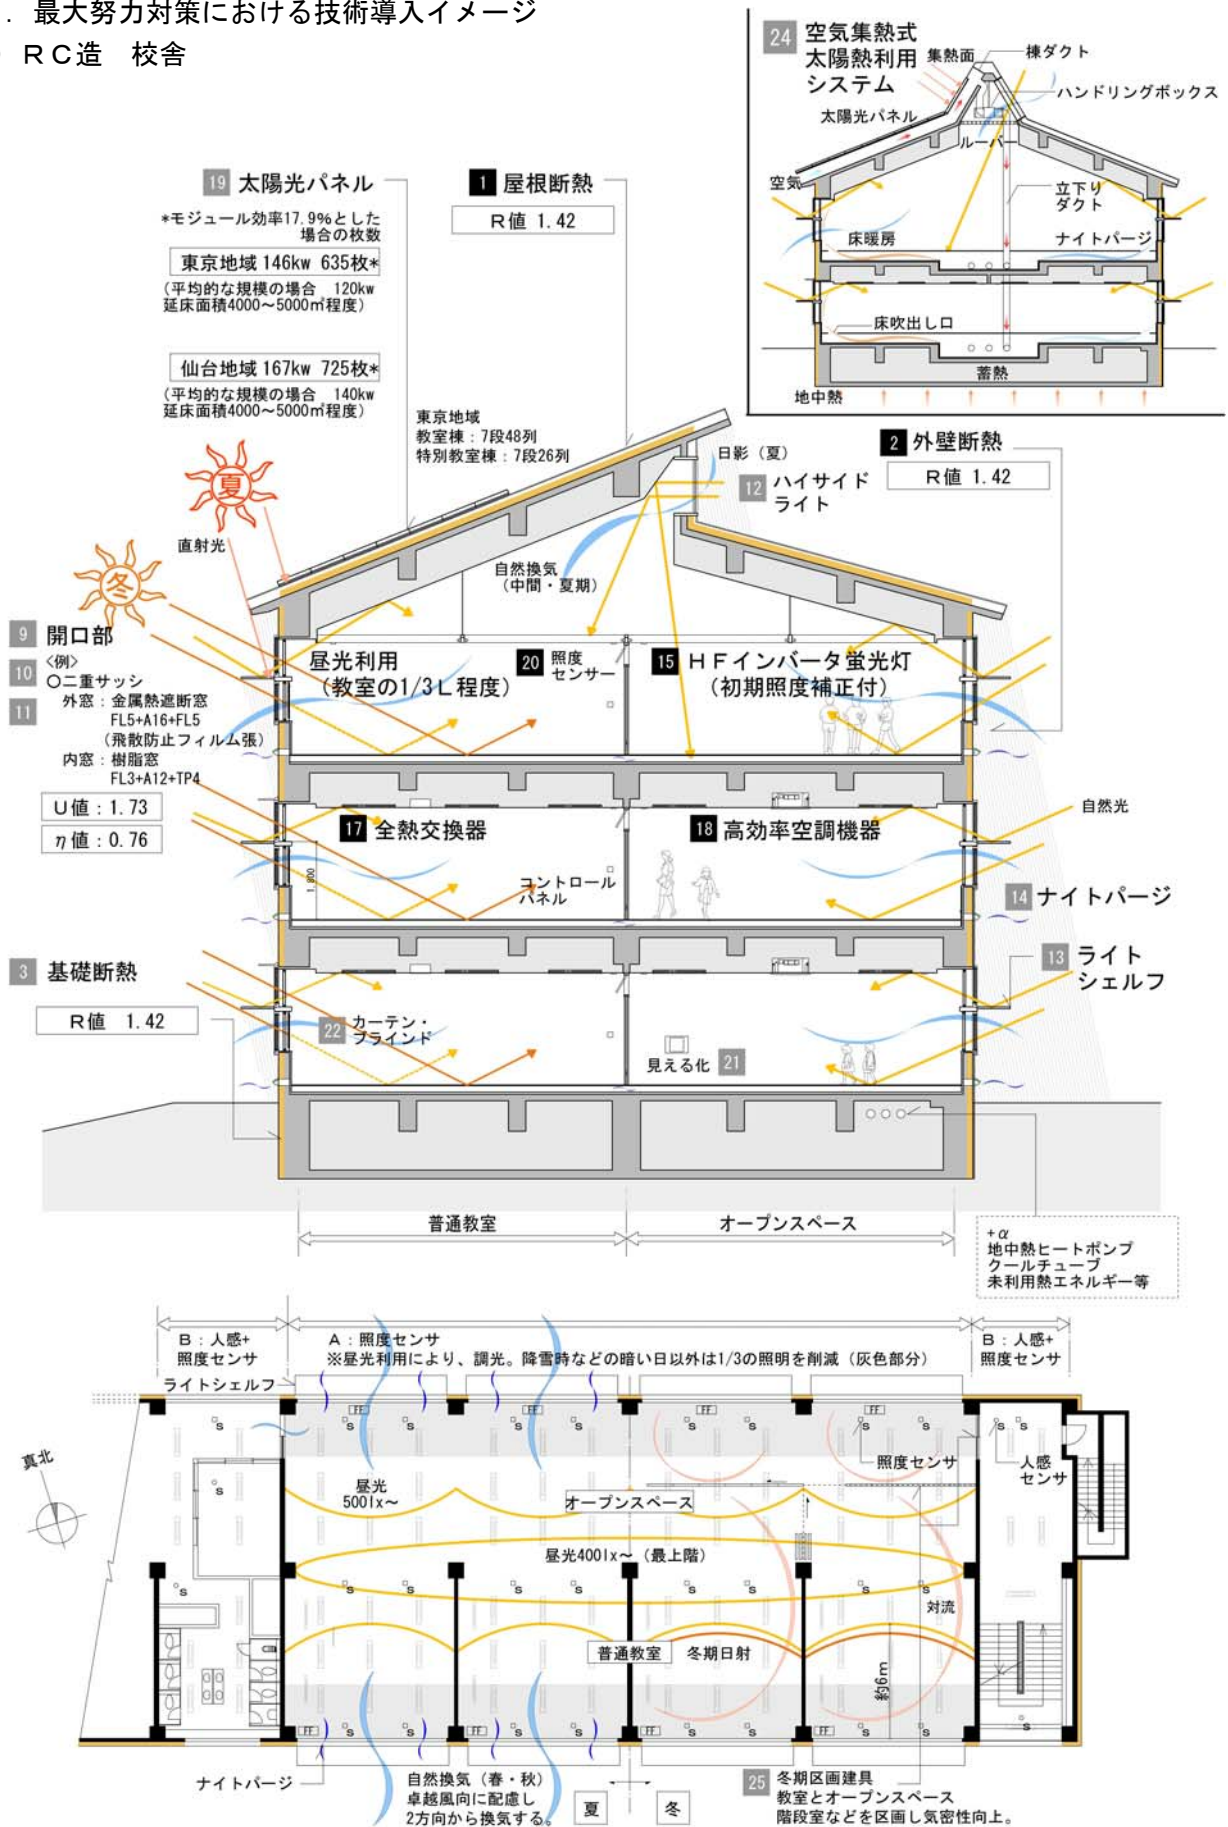 . 最大努力対策における技術導入イメージ
ＲＣ造　校舎
24 空気集熱式
太陽熱利用
システム
集熱面
棟ダクト
ハンドリングボックス
太陽光パネル
ルーバー
空気
立下り
ダクト
床暖房
ナイトパージ
床吹出し口
蓄熱
地中熱
19 太陽光パネル
*モジュール効率17.9%とした
場合の枚数
東京地域 146kw 635枚*
(平均的な規模の場合　120kw
延床面積4000～5000㎡程度)
仙台地域 167kw 725枚*
(平均的な規模の場合　140kw
延床面積4000～5000㎡程度)
1 屋根断熱
R値 1.42
東京地域
教室棟：7段48列
特別教室棟：7段26列
日影（夏）
12 ハイサイド
ライト
2 外壁断熱
R値 1.42
夏
直射光
冬
自然換気
(中間・夏期)
9 開口部
10 <例>
○二重サッシ
11 外窓：金属熱遮断窓
FL5+A16+FL5
(飛散防止フィルム張)
内窓：樹脂窓
FL3+A12+TP4
U値：1.73
η値：0.76
昼光利用
(教室の1/3L程度)
20 照度
センサー
15 ＨＦインバータ蛍光灯
(初期照度補正付)
自然光
17 全熱交換器
18 高効率空調機器
1,800
コントロール
パネル
14 ナイトパージ
3 基礎断熱
R値 1.42
13 ライト
シェルフ
22 カーテン・
ブラインド
見える化 21
普通教室
オープンスペース
+α
地中熱ヒートポンプ
クールチューブ
未利用熱エネルギー等
B：人感+
照度センサ
A：照度センサ
※昼光利用により、調光。降雪時などの暗い日以外は1/3の照明を削減（灰色部分）
B：人感+
照度センサ
ライトシェルフ
FF
FF
FF
FF
S
S
S
S
S
S
S
S
S
S
S
S
真北
昼光
500lx～
オープンスペース
照度センサ
人感
センサ
昼光400lx～（最上階）
S
S
S
S
S
S
S
S
S
対流
普通教室
冬期日射
約6m
FF
FF
FF
FF
S
S
S
S
S
S
S
S
S
ナイトパージ
自然換気（春・秋）
卓越風向に配慮し
2方向から換気する。
夏
冬
25 冬期区画建具
教室とオープンスペース
階段室などを区画し気密性向上。